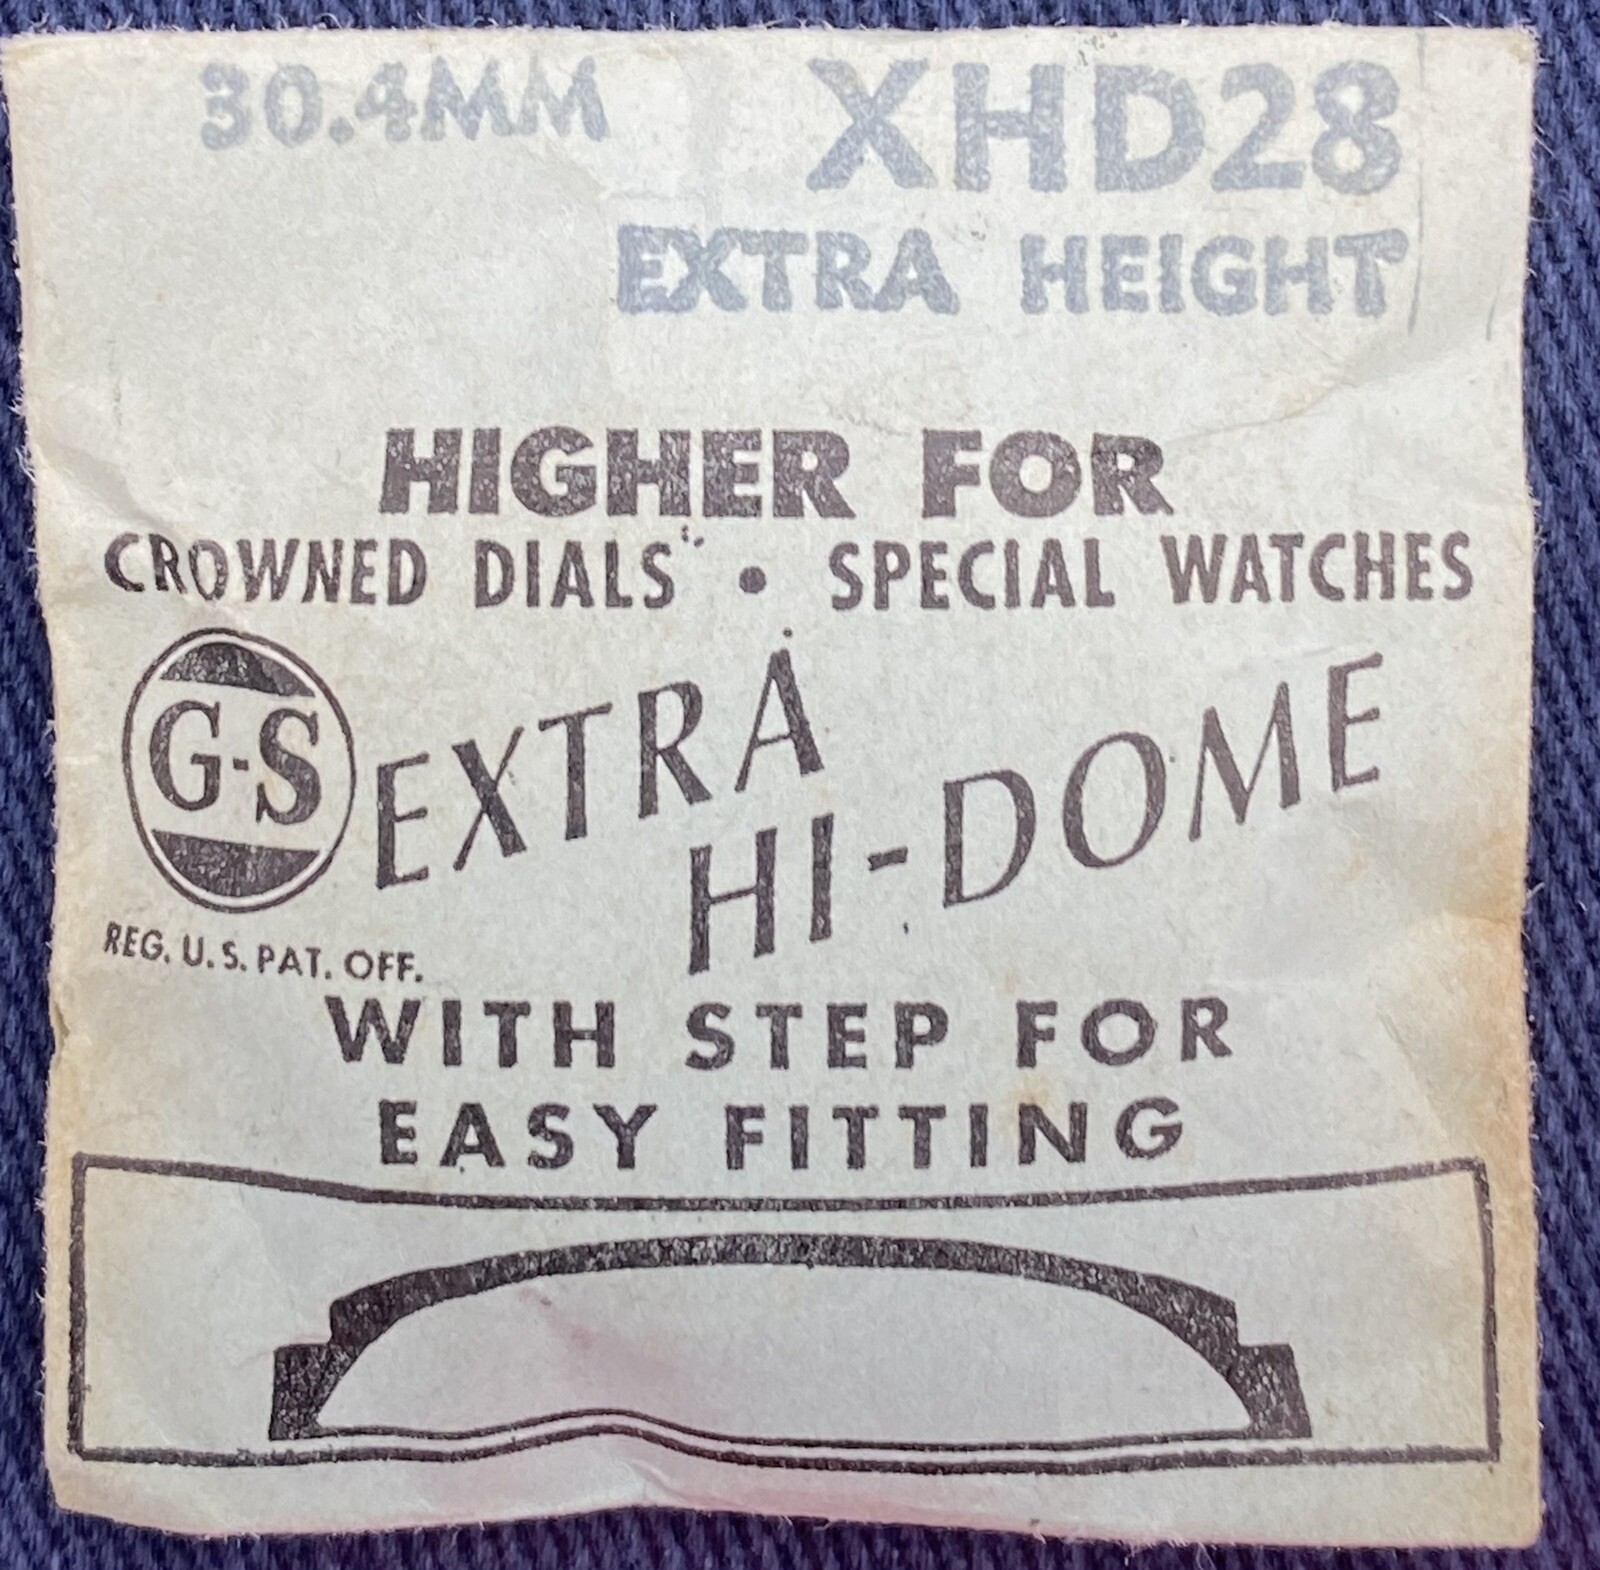 30.4MM XHD28
EXTRA HEIGHT
HIGHER FOR
CROWNED DIALS • SPECIAL WATCHES
G-S
EXTRA
HI-DOME
REG. U.S. PAT. OFF.
WITH STEP FOR
EASY FITTING